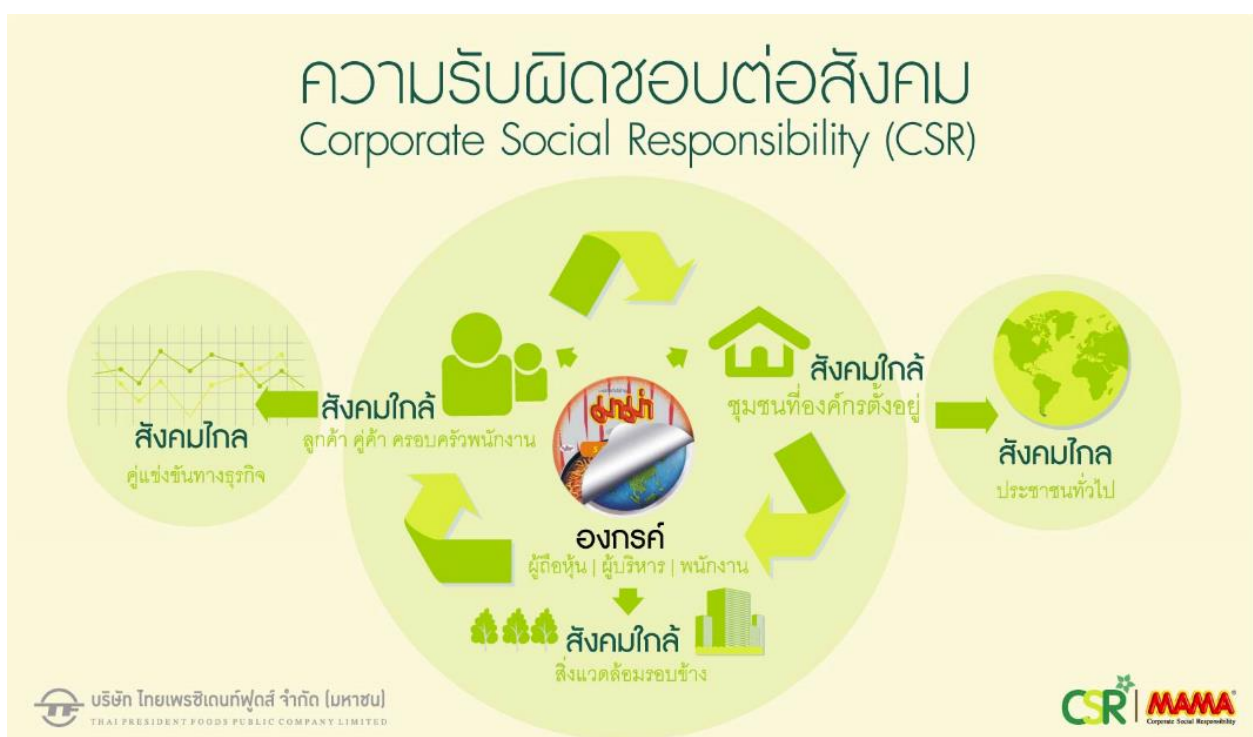 ความรับผิดชอบต่อสังคม
Corporate Social Responsibility (CSR)
สังคมใกล้
ลูกค้า คู่ค้า ครอบครัวพนักงาน
สังคมใกล้
ชุมชนที่องค์กรตั้งอยู่
สังคมไกล
คู่แข่งขันทางธุรกิจ
สังคมไกล
ประชาชนทั่วไป
มาม่า
องกรค์
ผู้ถือหุ้น | ผู้บริหาร | พนักงาน
สังคมใกล้
สิ่งแวดล้อมรอบข้าง
บริษัท ไทยเพรซิเดนท์ฟูดส์ จำกัด (มหาชน)
THAI PRESIDENT FOODS PUBLIC COMPANY LIMITED
CSR | MAMA®
Corporate Social Responsibility